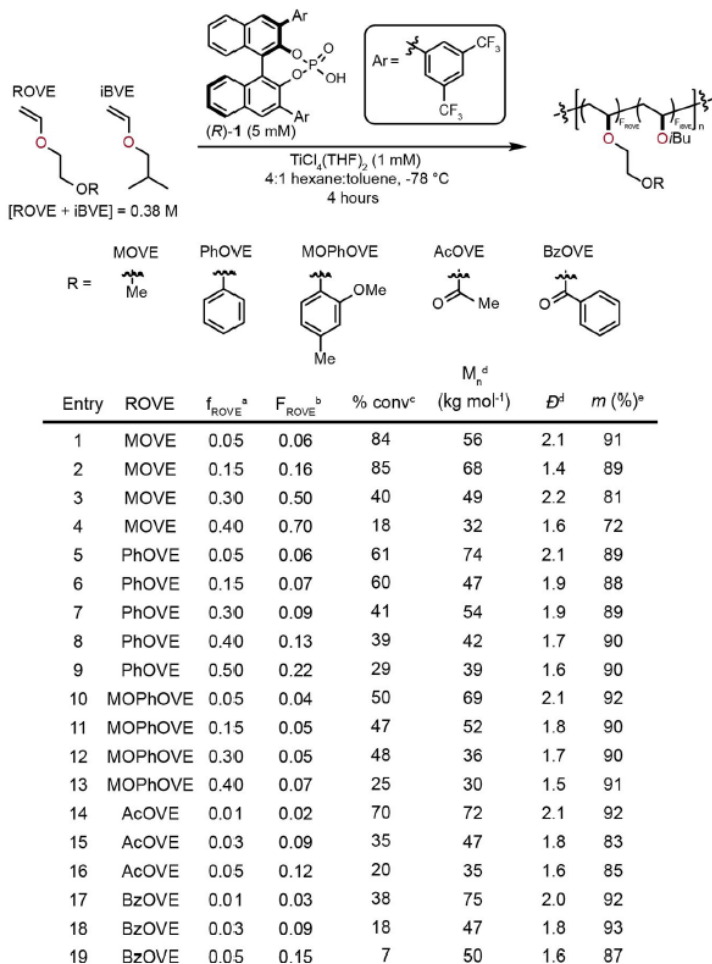 Ar
O
O
P
O
OH
Ar
(R)-1 (5 mM)
Ar =
CF3
CF3
ROVE
O
OR
iBVE
O
[ROVE + iBVE] = 0.38 M
TiCl4(THF)2 (1 mM)
4:1 hexane:toluene, -78 °C
4 hours
FROVE
FiBVE
n
O
OiBu
OR
R =
MOVE
Me
PhOVE
MOPhOVE
OMe
Me
AcOVE
O
Me
BzOVE
O
Entry ROVE fROVE a FROVE b % conv c Mn d (kg mol-1) Đ d m (%) e
1 MOVE 0.05 0.06 84 56 2.1 91
2 MOVE 0.15 0.16 85 68 1.4 89
3 MOVE 0.30 0.50 40 49 2.2 81
4 MOVE 0.40 0.70 18 32 1.6 72
5 PhOVE 0.05 0.06 61 74 2.1 89
6 PhOVE 0.15 0.07 60 47 1.9 88
7 PhOVE 0.30 0.09 41 54 1.9 89
8 PhOVE 0.40 0.13 39 42 1.7 90
9 PhOVE 0.50 0.22 29 39 1.6 90
10 MOPhOVE 0.05 0.04 50 69 2.1 92
11 MOPhOVE 0.15 0.05 47 52 1.8 90
12 MOPhOVE 0.30 0.05 48 36 1.7 90
13 MOPhOVE 0.40 0.07 25 30 1.5 91
14 AcOVE 0.01 0.02 70 72 2.1 92
15 AcOVE 0.03 0.09 35 47 1.8 83
16 AcOVE 0.05 0.12 20 35 1.6 85
17 BzOVE 0.01 0.03 38 75 2.0 92
18 BzOVE 0.03 0.09 18 47 1.8 93
19 BzOVE 0.05 0.15 7 50 1.6 87